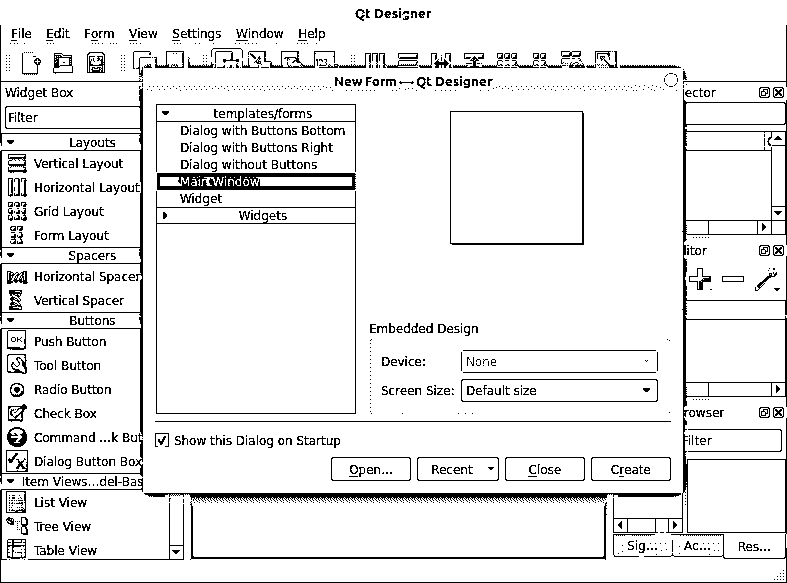 Qt Designer
File Edit Form View Settings Window Help
New Form — Qt Designer
Widget Box
Filter
Layouts
Vertical Layout
Horizontal Layout
Grid Layout
Form Layout
Spacers
Horizontal Spacer
Vertical Spacer
Buttons
Push Button
Tool Button
Radio Button
Check Box
Command ...k But
Dialog Button Box
Item Views...del-Bas
List View
Tree View
Table View
templates/forms
Dialog with Buttons Bottom
Dialog with Buttons Right
Dialog without Buttons
Main Window
Widget
Widgets
Embedded Design
Device: None
Screen Size: Default size
Show this Dialog on Startup
Open... Recent Close Create
ector
itor
rowser
Filter
Sig... Ac... Res...